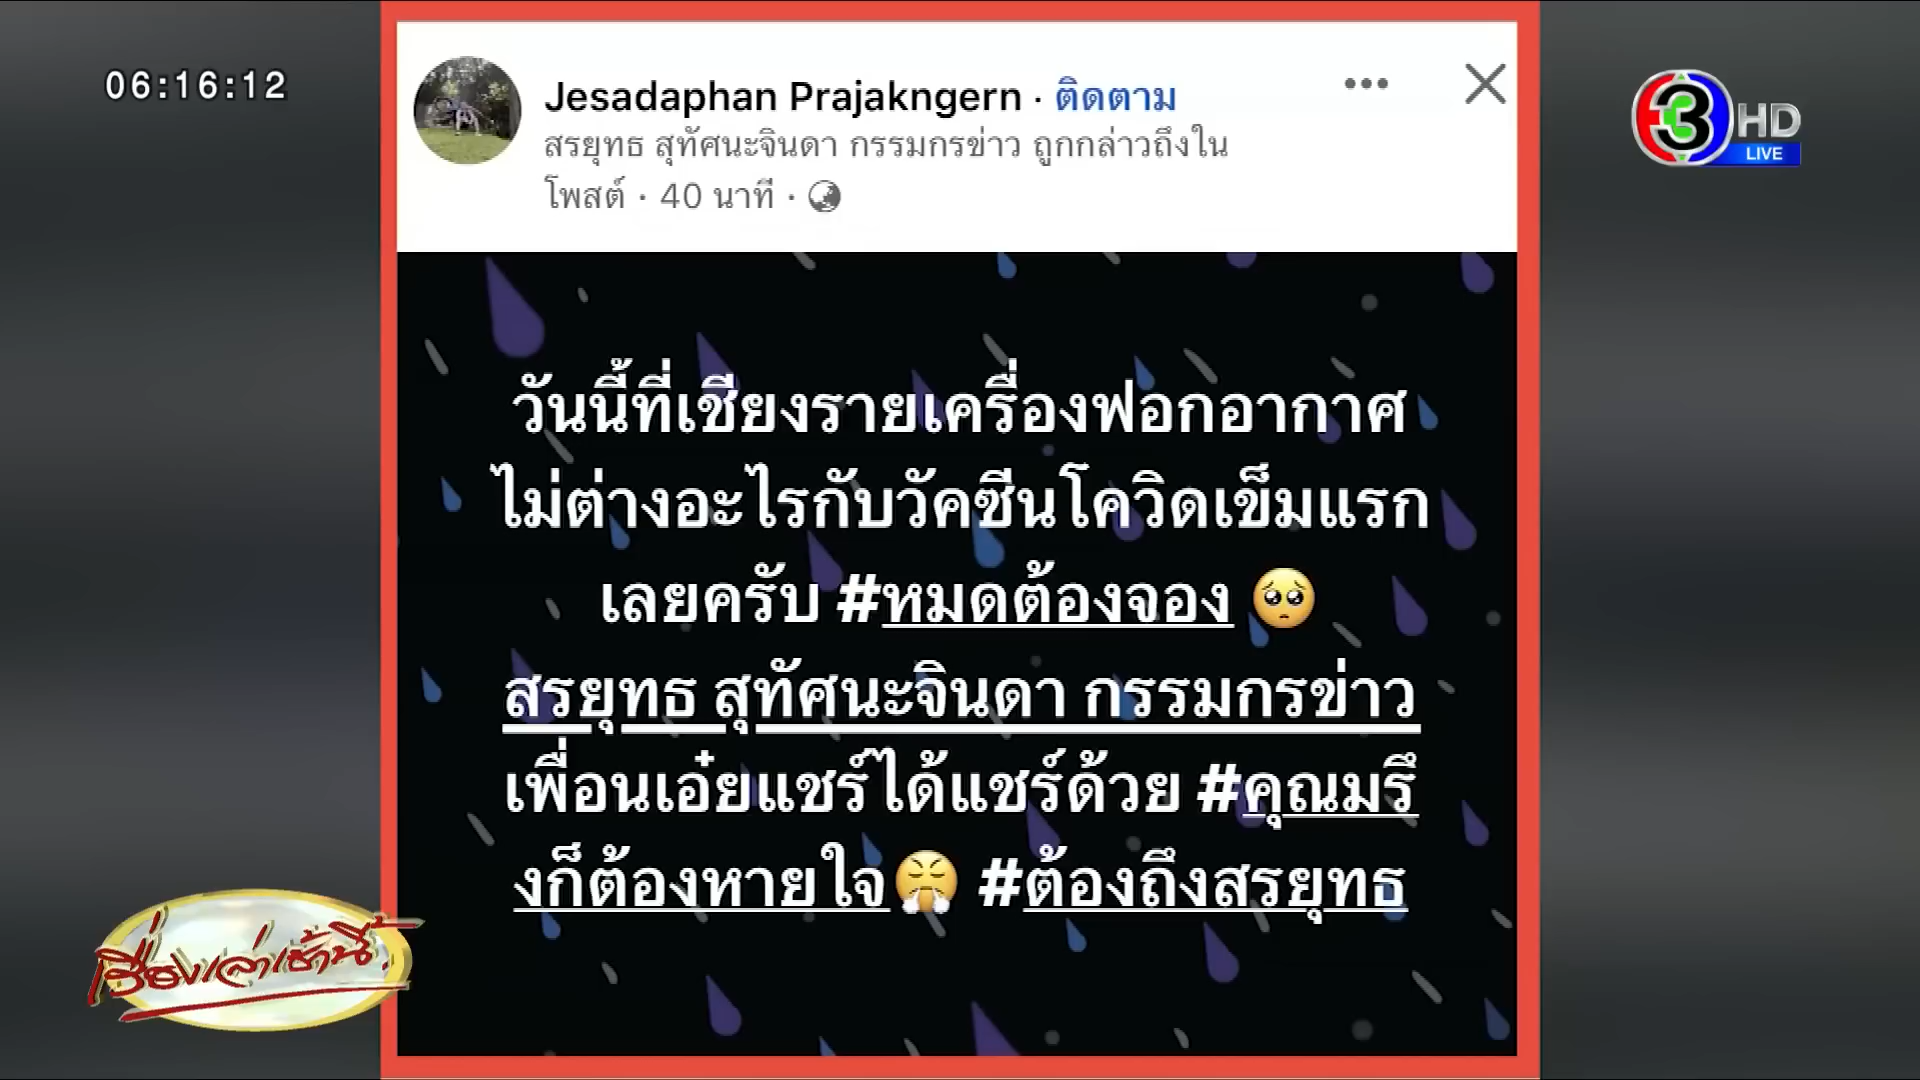 06:16:12
Jesadaphan Prajakngern · ติดตาม
สรยุทธ สุทัศนะจินดา กรรมกรข่าว ถูกกล่าวถึงใน
โพสต์ · 40 นาที ·
3 HD
LIVE
วันนี้ที่เชียงรายเครื่องฟอกอากาศ
ไม่ต่างอะไรกับวัคซีนโควิดเข็มแรก
เลยครับ #หมดต้องจอง 🥺
สรยุทธ สุทัศนะจินดา กรรมกรข่าว
เพื่อนเอ๋ยแชร์ได้แชร์ด้วย #คุณมรึ
งก็ต้องหายใจ😤 #ต้องถึงสรยุทธ
เรื่องเล่าเช้านี้